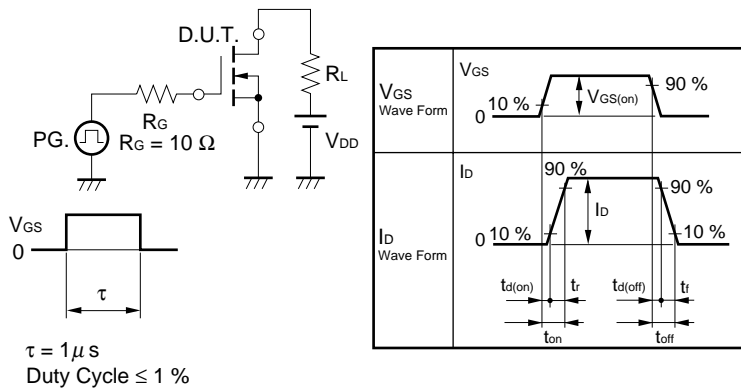 D.U.T.
RL
RG
PG.
RG = 10 Ω
VDD
VGS
0
τ
τ = 1 μ s
Duty Cycle ≤ 1 %
VGS
Wave Form
VGS
10 %
0
VGS(on)
90 %
ID
Wave Form
ID
90 %
90 %
ID
0 10 %
10 %
td(on) tr td(off) tf
ton toff